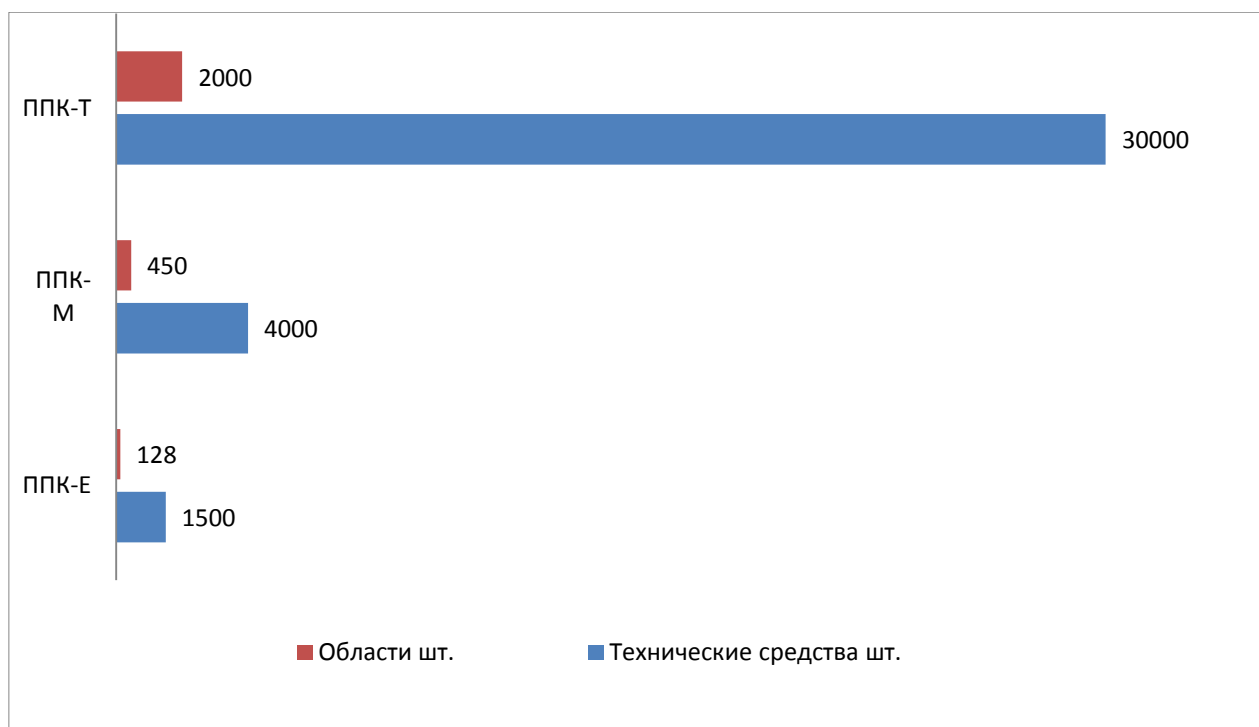 2000
ППК-Т
30000
450
ППК-
М
4000
128
ППК-Е
1500
Области шт.
Технические средства шт.